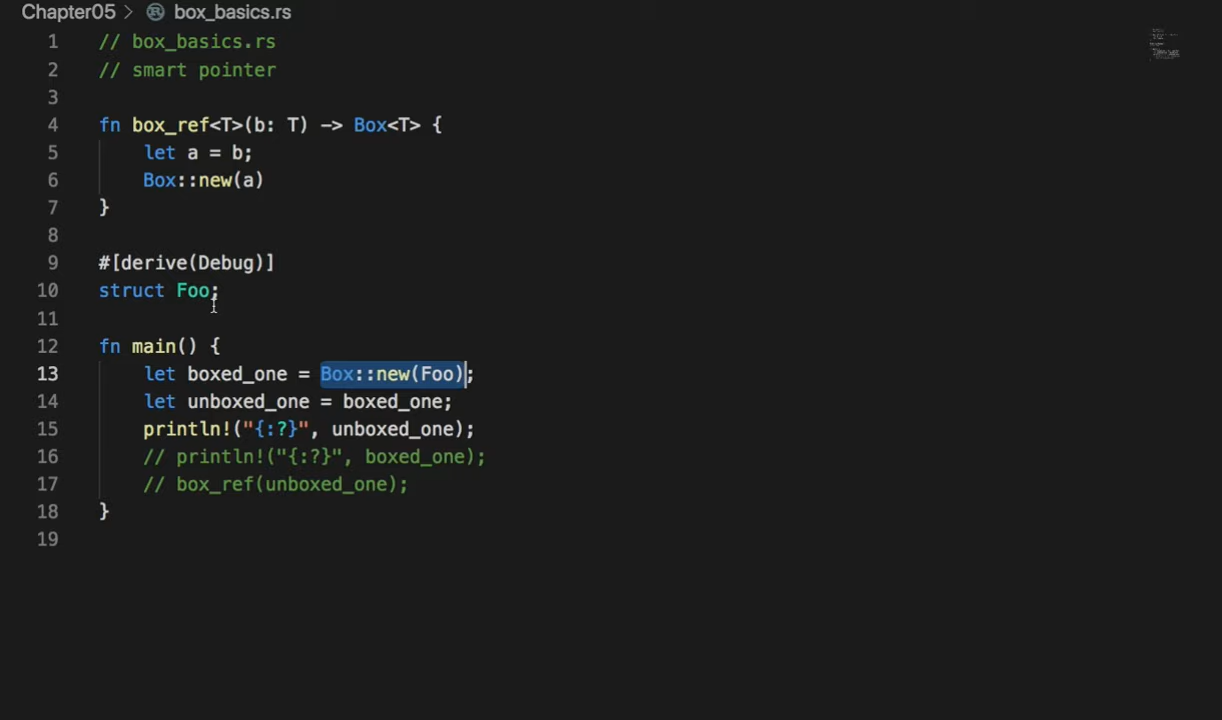 Chapter05 > box_basics.rs
1 // box_basics.rs
2 // smart pointer
3
4 fn box_ref<T>(b: T) -> Box<T> {
5     let a = b;
6     Box::new(a)
7 }
8
9 #[derive(Debug)]
10 struct Foo;
11
12 fn main() {
13     let boxed_one = Box::new(Foo);
14     let unboxed_one = boxed_one;
15     println!("{:?}", unboxed_one);
16     // println!("{:?}", boxed_one);
17     // box_ref(unboxed_one);
18 }
19